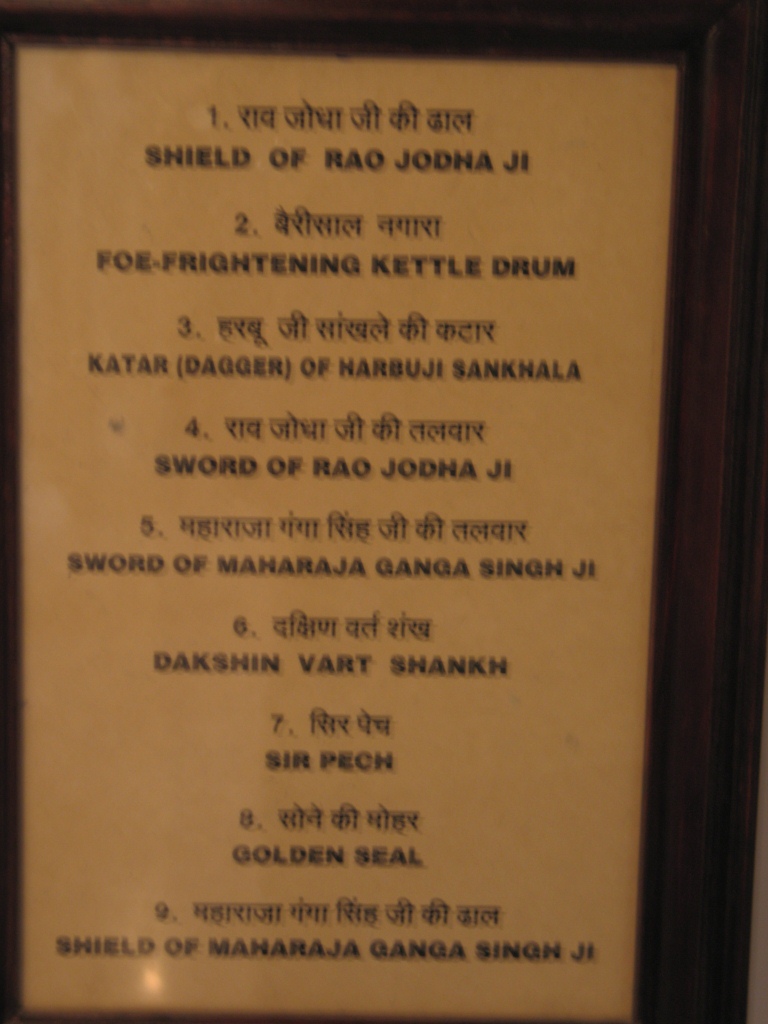 1. राव जोधा जी की ढाल
SHIELD OF RAO JODHA JI
2. बैरीसाल नगारा
FOE-FRIGHTENING KETTLE DRUM
3. हरबू जी सांखले की कटार
KATAR (DAGGER) OF HARBUJI SANKHALA
4. राव जोधा जी की तलवार
SWORD OF RAO JODHA JI
5. महाराजा गंगा सिंह जी की तलवार
SWORD OF MAHARAJA GANGA SINGH JI
6. दक्षिण वर्त शंख
DAKSHIN VART SHANKH
7. सिर पेच
SIR PECH
8. सोने की मोहर
GOLDEN SEAL
9. महाराजा गंगा सिंह जी की ढाल
SHIELD OF MAHARAJA GANGA SINGH JI